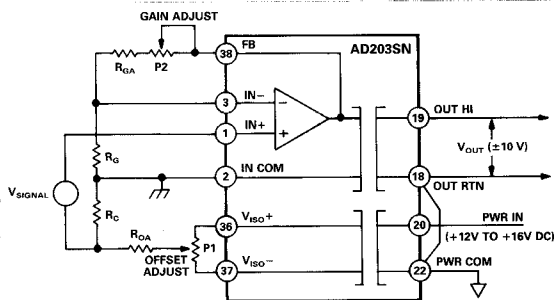 GAIN ADJUST
AD203SN
FB
38
RGA
P2
3
IN−
19
OUT HI
1
IN+
VOUT (±10 V)
RG
2
IN COM
18
OUT RTN
VSIGNAL
RC
VISO+
36
20
PWR IN
ROA
P1
(+12V TO +16V DC)
OFFSET
ADJUST
37
VISO−
22
PWR COM